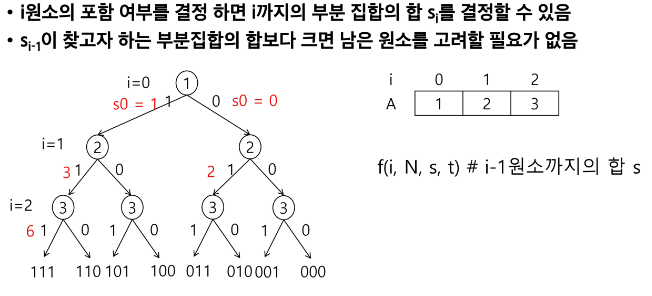 • i원소의 포함 여부를 결정 하면 i까지의 부분 집합의 합 si를 결정할 수 있음
• si-1이 찾고자 하는 부분집합의 합보다 크면 남은 원소를 고려할 필요가 없음
i=0 1
s0 = 1 1 0 s0 = 0
i 0 1 2
A 1 2 3
i=1 2 2
3 1 0 2 1 0
f(i, N, s, t) # i-1원소까지의 합 s
i=2 3 3 3 3
6 1 0 1 0 1 0 1 0
111 110 101 100 011 010 001 000